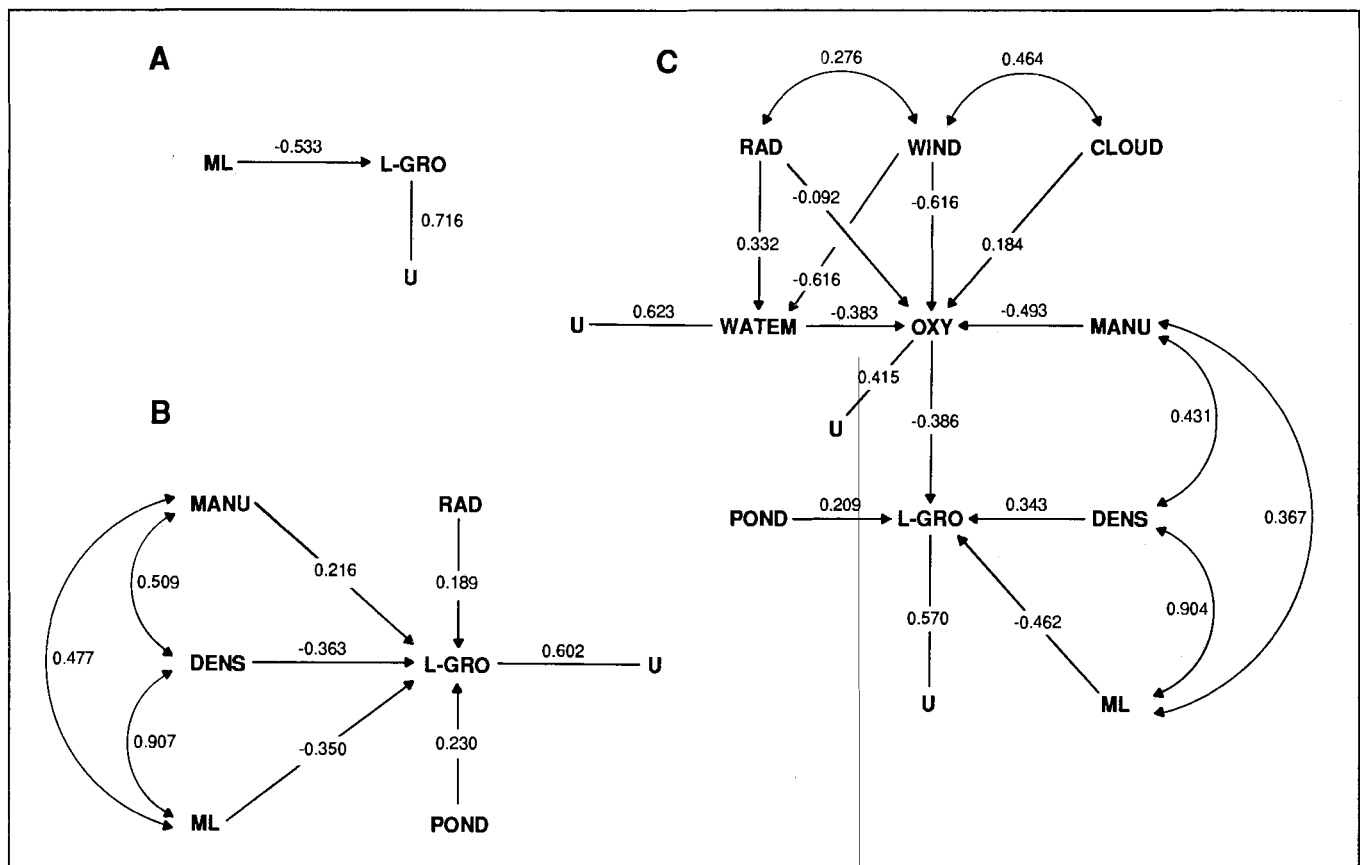 A
ML
-0.533
L-GRO
0.716
U
B
MANU
RAD
0.216
0.189
0.509
0.477
DENS
-0.363
L-GRO
0.602
U
0.907
-0.350
0.230
ML
POND
C
0.276
0.464
RAD
WIND
CLOUD
-0.092
-0.616
0.332
0.184
-0.616
U
0.623
WATEM
-0.383
OXY
-0.493
MANU
0.415
U
-0.386
0.431
POND
0.209
L-GRO
0.343
DENS
0.367
0.570
-0.462
0.904
U
ML